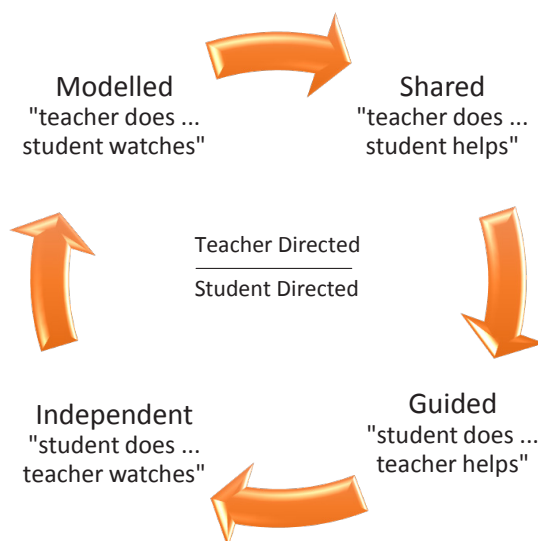 Modelled
"teacher does ...
student watches"
Shared
"teacher does ...
student helps"
Teacher Directed
Student Directed
Independent
"student does ...
teacher watches"
Guided
"student does ...
teacher helps"